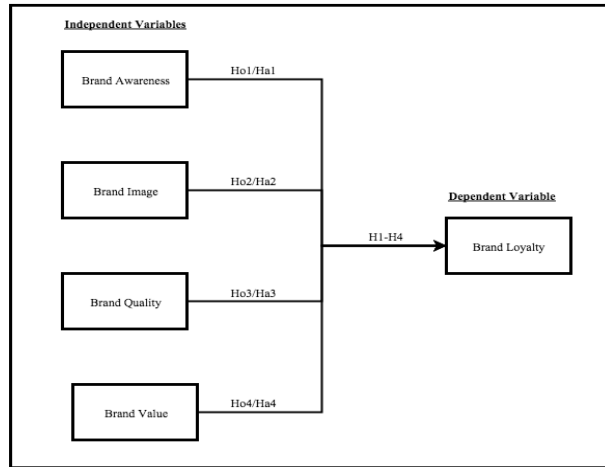 Independent Variables
Brand Awareness
Ho1/Ha1
Brand Image
Ho2/Ha2
Dependent Variable
H1-H4
Brand Loyalty
Brand Quality
Ho3/Ha3
Brand Value
Ho4/Ha4